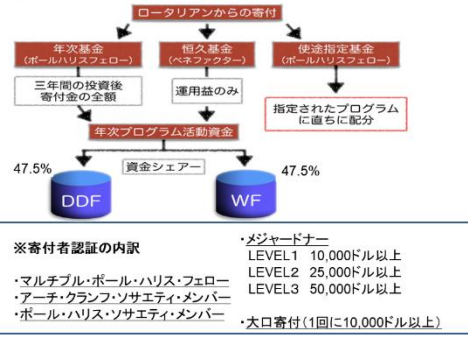 ロータリアンからの寄付
年次基金
(ポールハリスフェロー)
恒久基金
(ベネファクター)
使途指定基金
(ポールハリスフェロー)
三年間の投資後
寄付金の全額
運用益のみ
指定されたプログラム
に直ちに配分
年次プログラム活動資金
47.5%
資金シェアー
47.5%
DDF
WF
※寄付者認証の内訳
・マルチプル・ポール・ハリス・フェロー
・アーチ・クランフ・ソサエティ・メンバー
・ポール・ハリス・ソサエティ・メンバー
・メジャードナー
LEVEL1 10,000ドル以上
LEVEL2 25,000ドル以上
LEVEL3 50,000ドル以上
・大口寄付(1回に10,000ドル以上)